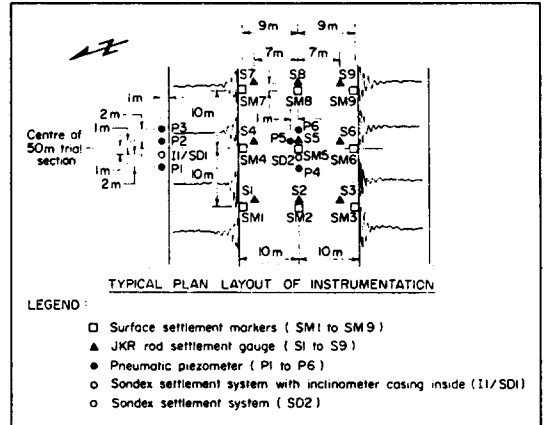 9m 9m
7m 7m
S7 S8 S9
1m
SM7 SM8 SM9
10m
2m
1m
1m
P3 P6
Centre of
50m trial
section
P2
S4 P5 S5 S6
I1/SD1
SM4 SD2 SM5 SM6
P1 P4
1m
2m
10m
S1 S2 S3
SM1 SM2 SM3
10m 10m
TYPICAL PLAN LAYOUT OF INSTRUMENTATION
LEGEND :
Surface settlement markers ( SM1 to SM9 )
JKR rod settlement gauge ( S1 to S9 )
Pneumatic piezometer ( P1 to P6 )
Sondex settlement system with inclinometer casing inside ( I1/SD1 )
Sondex settlement system ( SD2 )